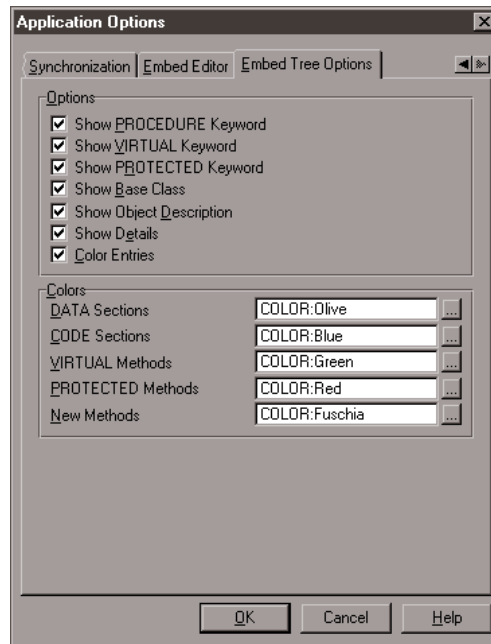 Application Options
Synchronization Embed Editor Embed Tree Options
Options
Show PROCEDURE Keyword
Show VIRTUAL Keyword
Show PROTECTED Keyword
Show Base Class
Show Object Description
Show Details
Color Entries
Colors
DATA Sections COLOR:Olive ...
CODE Sections COLOR:Blue ...
VIRTUAL Methods COLOR:Green ...
PROTECTED Methods COLOR:Red ...
New Methods COLOR:Fuschia ...
OK Cancel Help